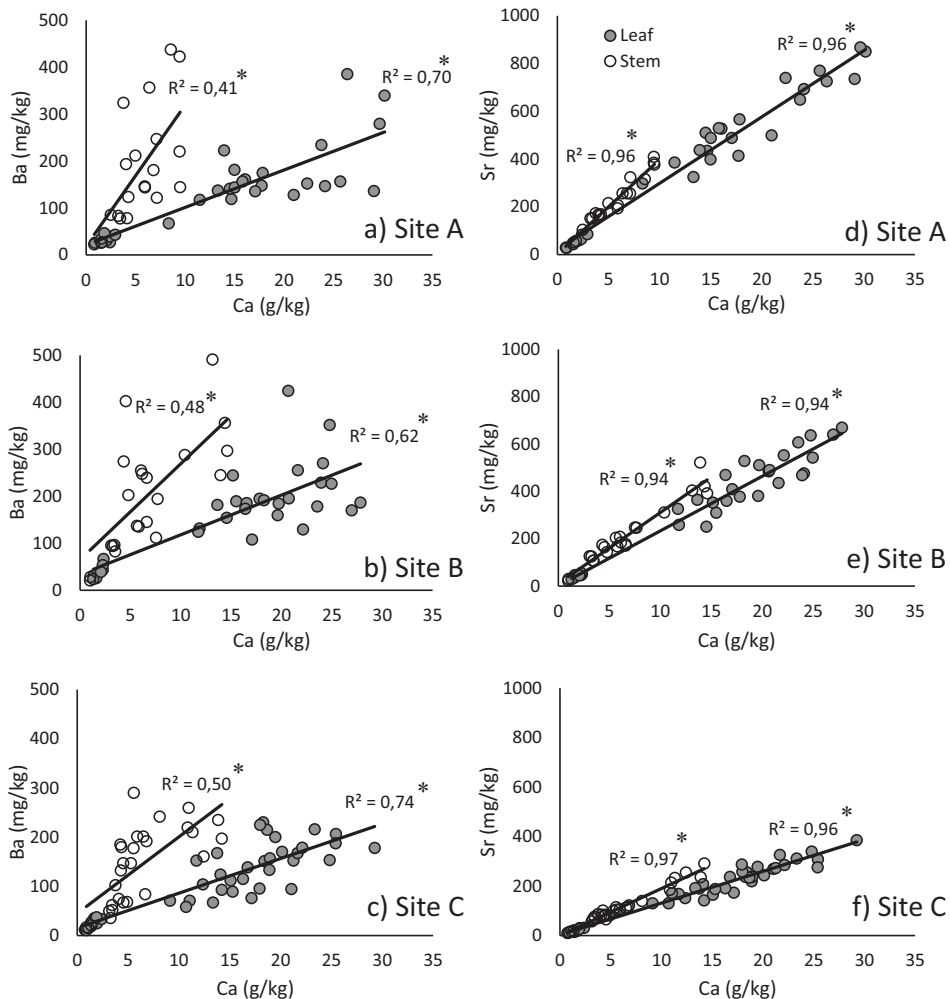 500
400
300
200
100
0
Ba (mg/kg)
R² = 0,41*
R² = 0,70*
a) Site A
0 5 10 15 20 25 30 35
Ca (g/kg)
1000
800
600
400
200
0
Sr (mg/kg)
Leaf
Stem
R² = 0,96*
R² = 0,96*
d) Site A
0 5 10 15 20 25 30 35
Ca (g/kg)
500
400
300
200
100
0
Ba (mg/kg)
R² = 0,48*
R² = 0,62*
b) Site B
0 5 10 15 20 25 30 35
Ca (g/kg)
1000
800
600
400
200
0
Sr (mg/kg)
R² = 0,94*
R² = 0,94*
e) Site B
0 5 10 15 20 25 30 35
Ca (g/kg)
500
400
300
200
100
0
Ba (mg/kg)
R² = 0,50*
R² = 0,74*
c) Site C
0 5 10 15 20 25 30 35
Ca (g/kg)
1000
800
600
400
200
0
Sr (mg/kg)
R² = 0,97*
R² = 0,96*
f) Site C
0 5 10 15 20 25 30 35
Ca (g/kg)